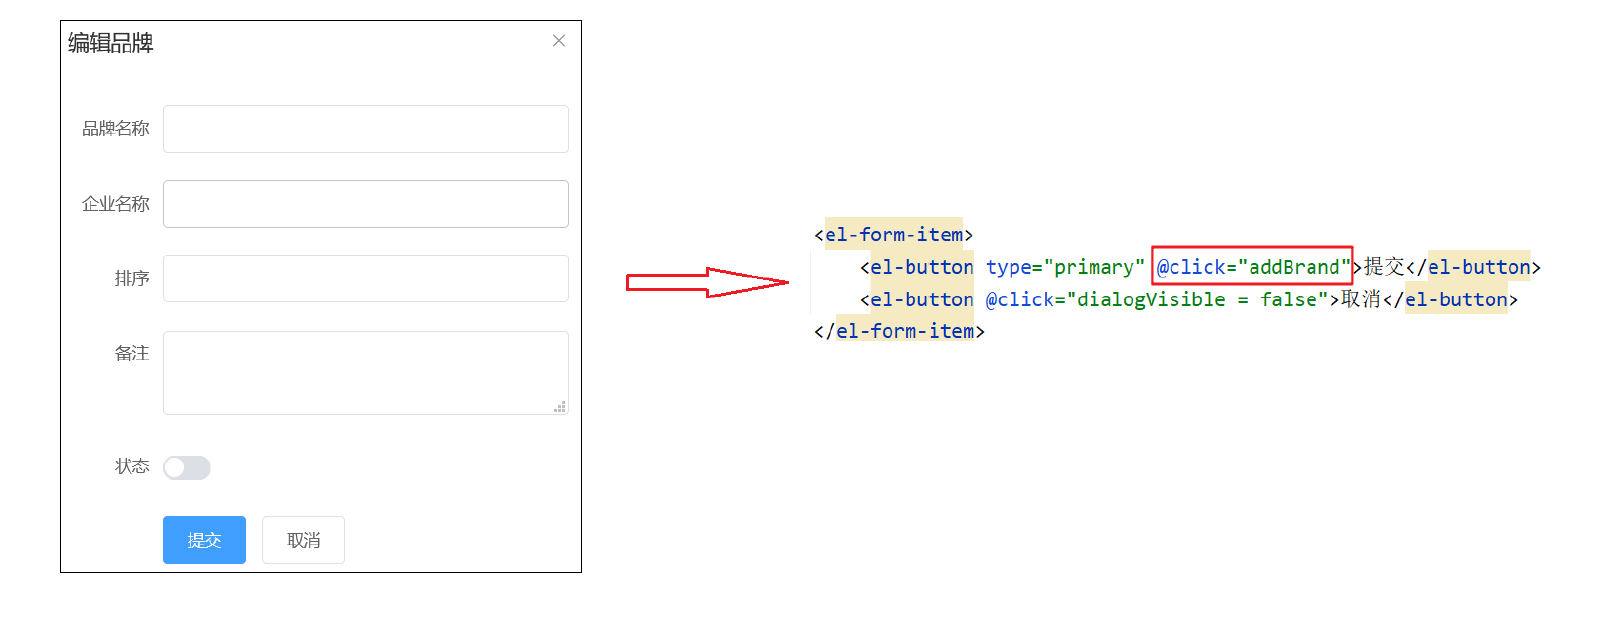 编辑品牌
品牌名称
企业名称
排序
备注
状态
提交 取消
<el-form-item>
<el-button type="primary" @click="addBrand">提交</el-button>
<el-button @click="dialogVisible = false">取消</el-button>
</el-form-item>